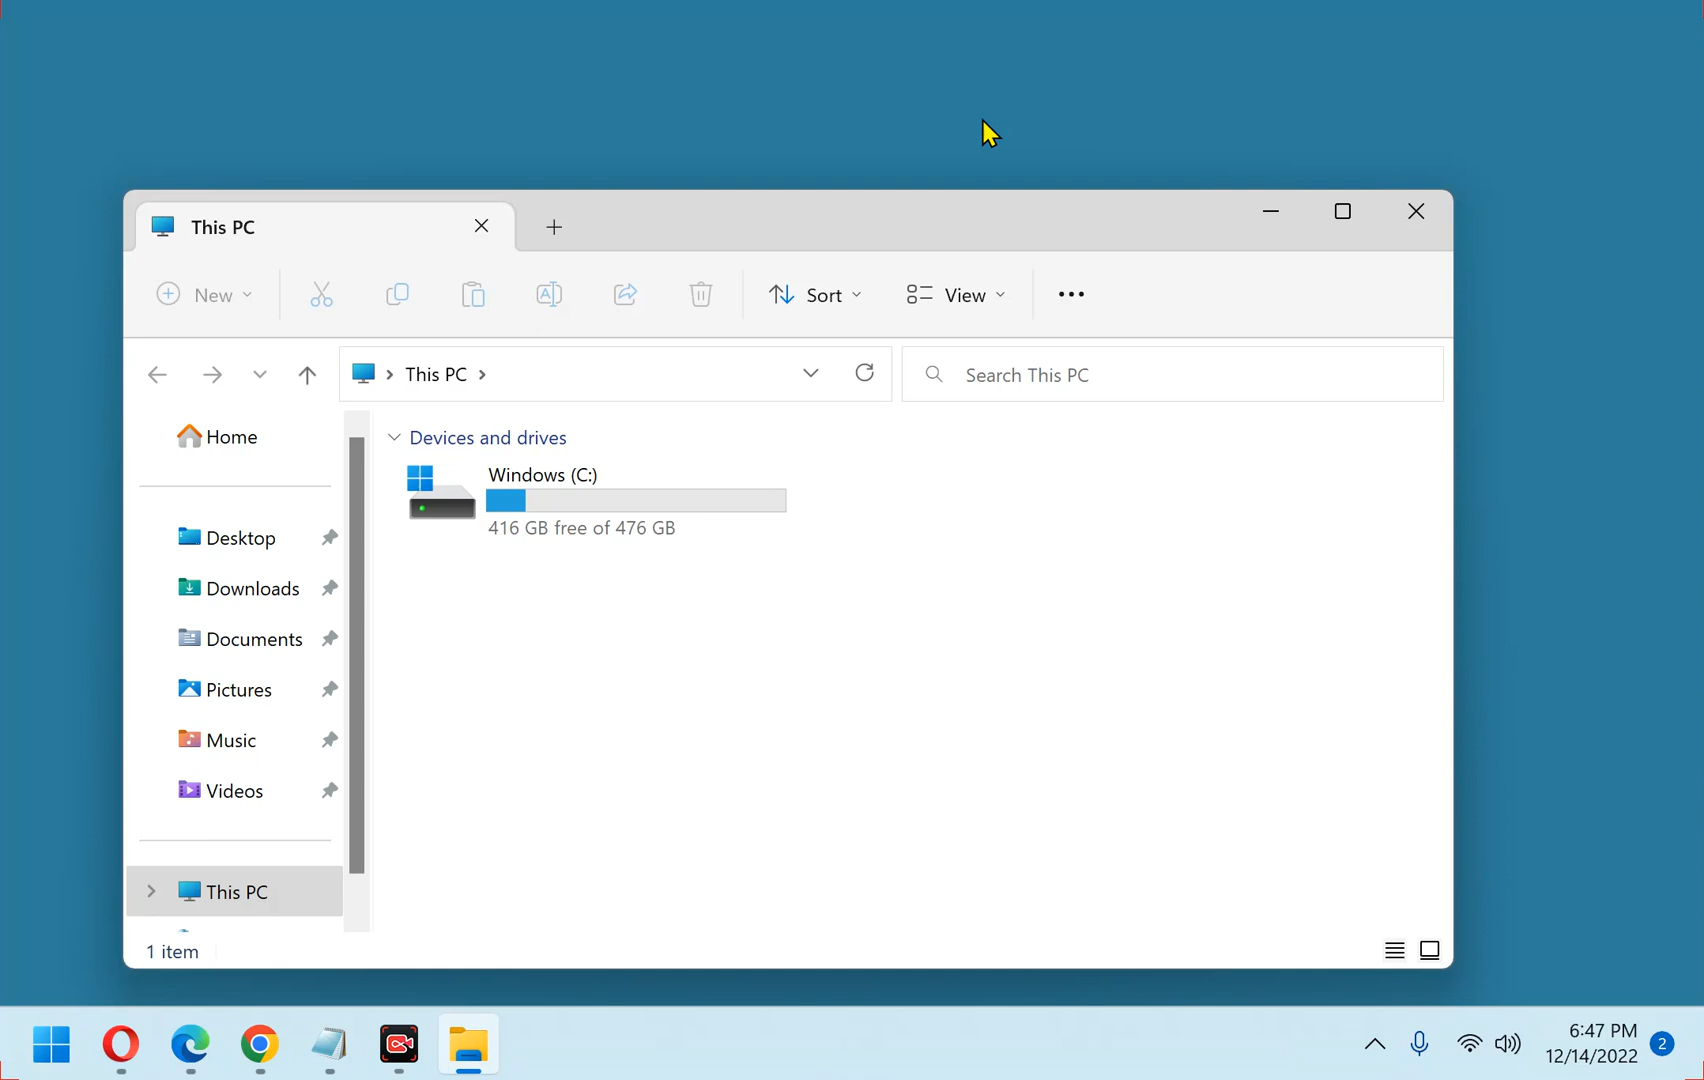 This PC
New
Sort
View
This PC
Search This PC
Home
Devices and drives
Windows (C:)
416 GB free of 476 GB
Desktop
Downloads
Documents
Pictures
Music
Videos
This PC
1 item
6:47 PM
12/14/2022
2